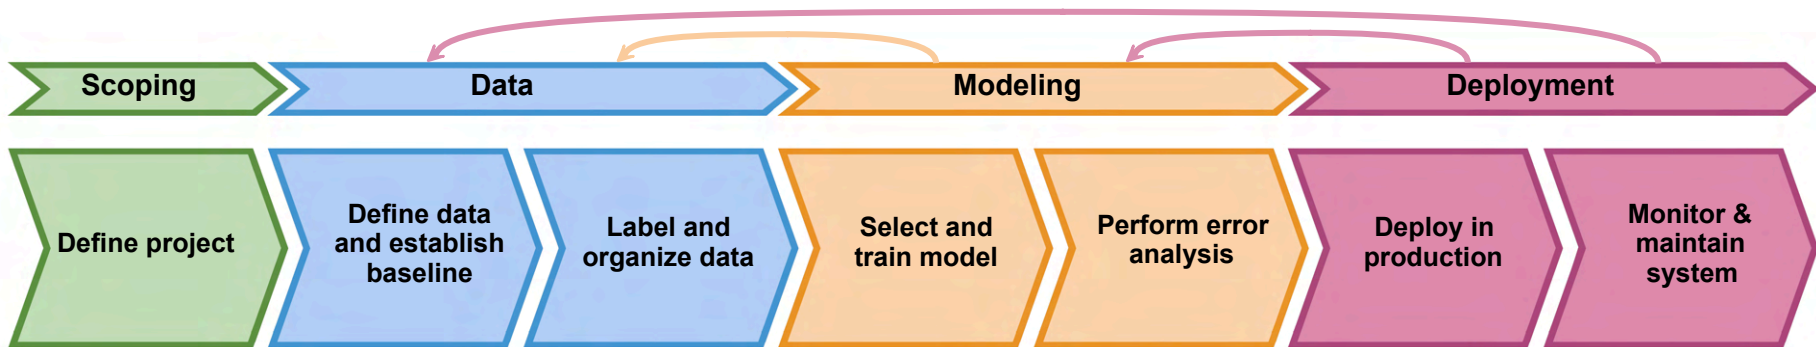 Scoping
Data
Modeling
Deployment
Define project
Define data
and establish
baseline
Label and
organize data
Select and
train model
Perform error
analysis
Deploy in
production
Monitor &
maintain
system